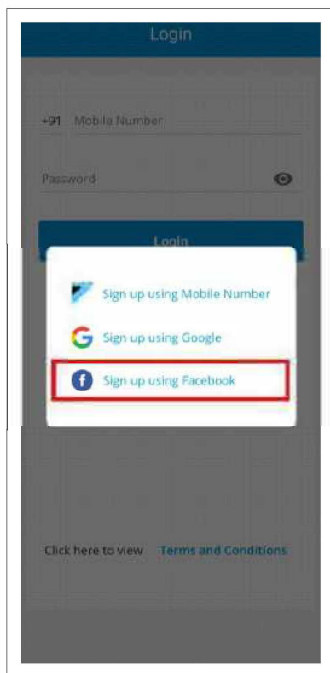 Login
+91 Mobile Number
Password
Login
Sign up using Mobile Number
Sign up using Google
Sign up using Facebook
Click here to view Terms and Conditions